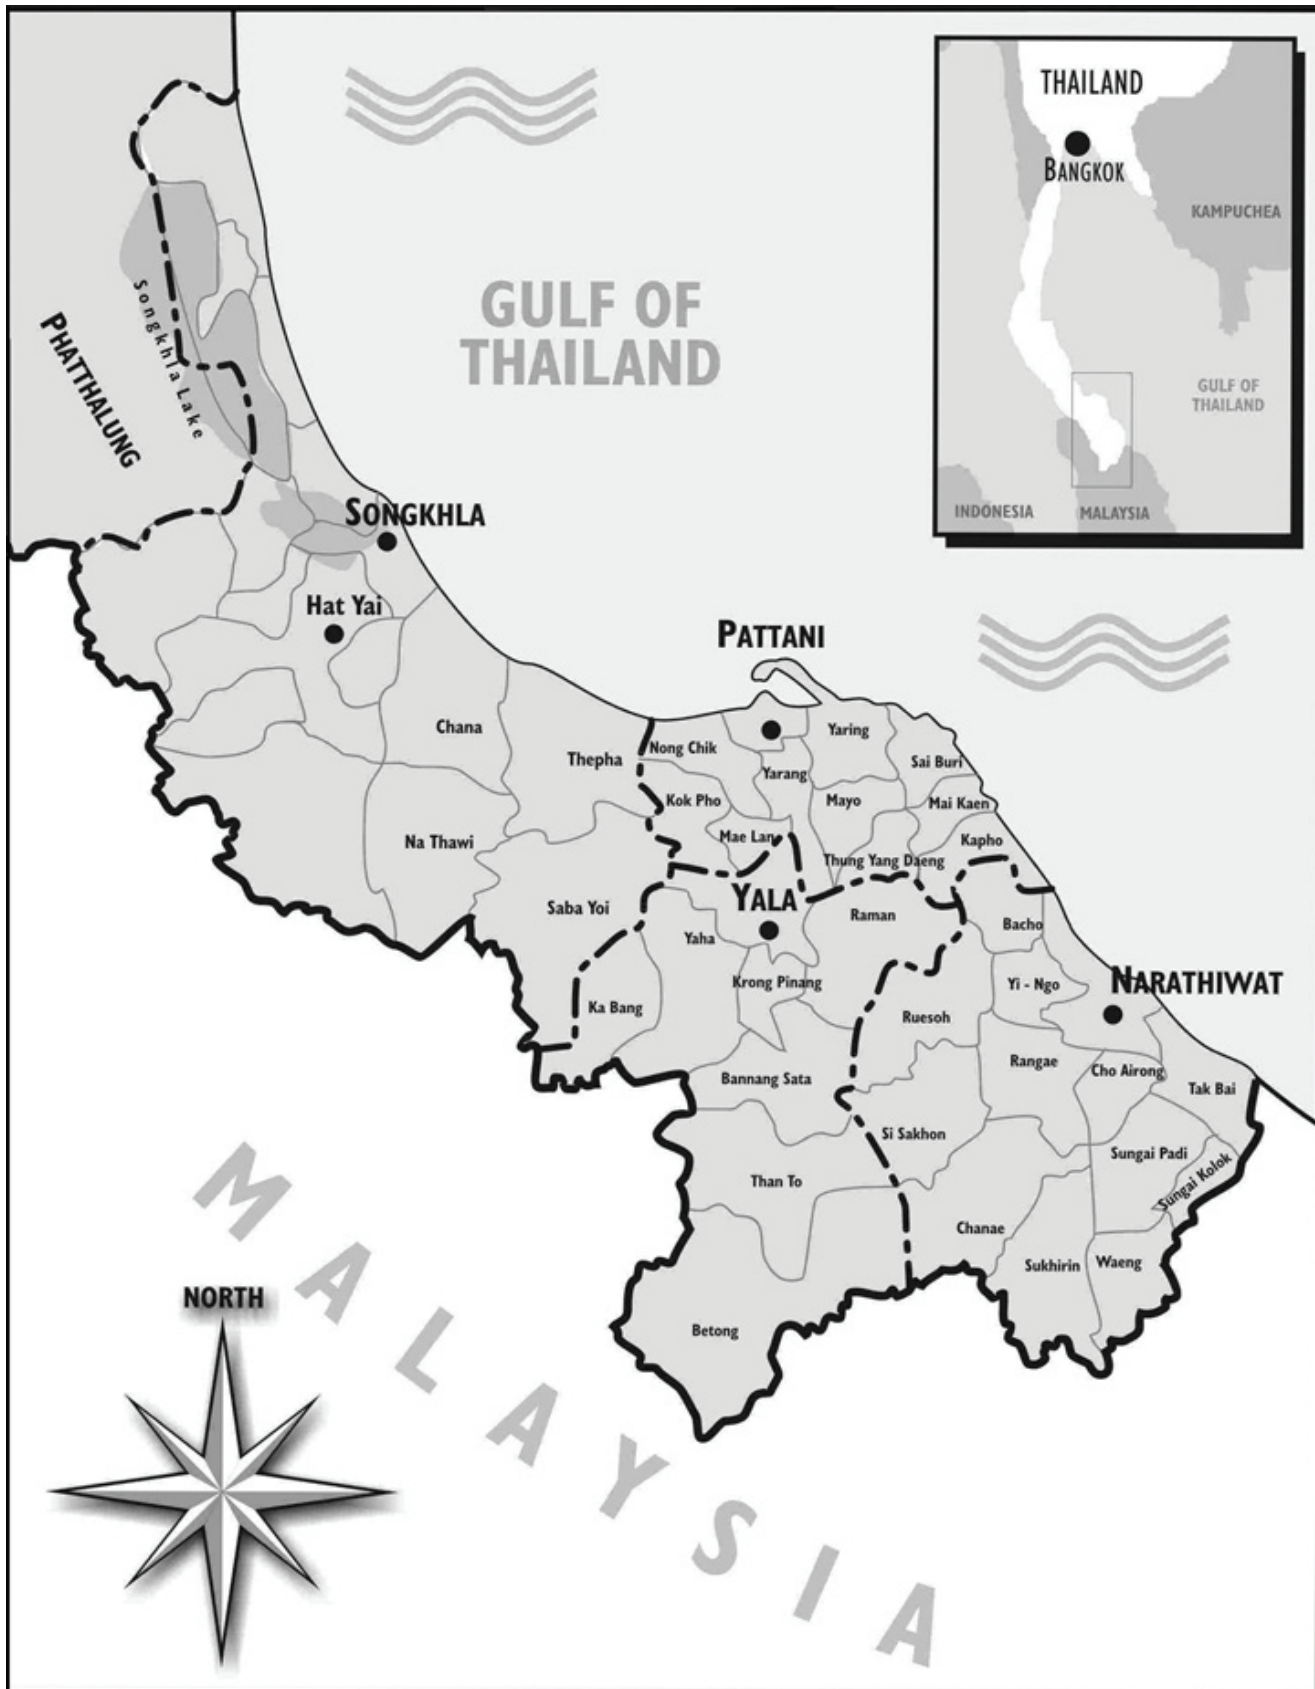 THAILAND
BANGKOK
KAMPUCHEA
GULF OF
THAILAND
INDONESIA
MALAYSIA
GULF OF
THAILAND
Songkhla Lake
PHATTHALUNG
SONGKHLA
Hat Yai
PATTANI
Chana
Thepha
Nong Chik
Yaring
Sai Buri
Yarang
Kok Pho
Mayo
Mai Kaen
Mae Lan
Kapho
Na Thawi
Thung Yang Daeng
YALA
Saba Yoi
Raman
Bacho
Yaha
Krong Pinang
Yi - Ngo
NARATHIWAT
Ka Bang
Ruesoh
Rangae
Cho Airong
Bannang Sata
Tak Bai
Si Sakhon
Sungai Padi
Sungai Kolok
Than To
Chanae
Sukhirin
Waeng
Betong
MALAYSIA
NORTH